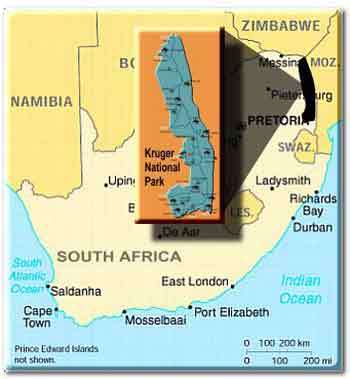 ZIMBABWE
BO
MOZ.
Messina
NAMIBIA
Pietersburg
PRETORIA
Kruger
National
Park
SWAZ.
Uping
Ladysmith
B
LES.
Richards
Bay
De Aar
Durban
SOUTH AFRICA
South
Atlantic
Ocean
Saldanha
East London
Indian
Ocean
Cape
Town
Mosselbaai
Port Elizabeth
0 100 200 km
0 100 200 mi
Prince Edward Islands
not shown.